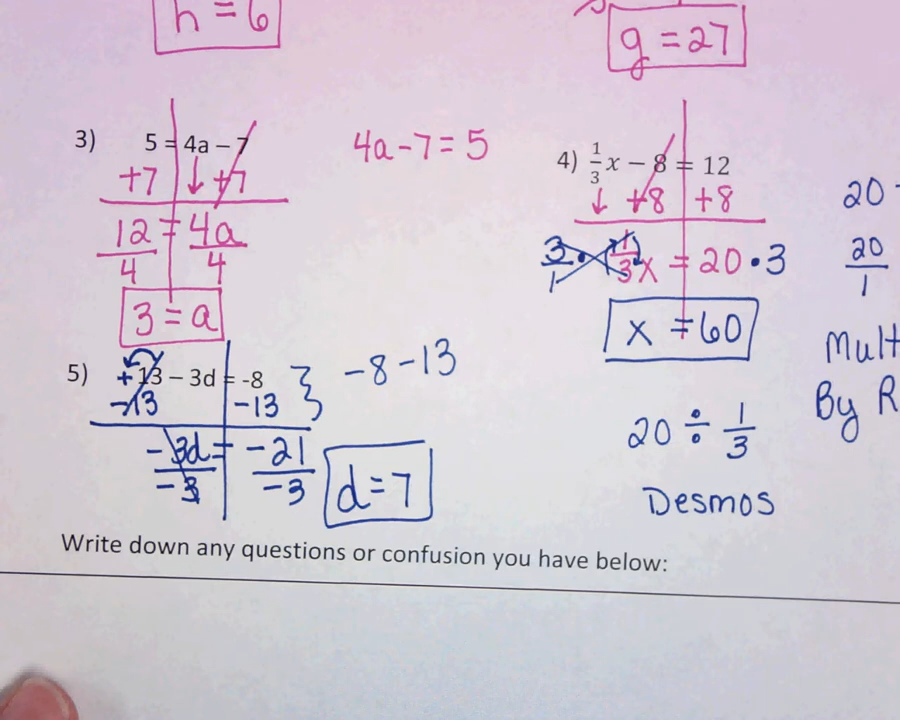 h = 6
g = 27
3) 5 = 4a − 7
+7 ↓ +7
12 = 4a
4 4
3 = a
4a − 7 = 5
4) 1/3 x − 8 = 12
↓ +8 +8
3/1 • 1/3 x = 20 • 3
x = 60
20
20/1
Mult
By R
5) +13 − 3d = -8
−13 −13
−3d = −21
−3 −3
d = 7
−8 − 13
20 ÷ 1/3
Desmos
Write down any questions or confusion you have below: